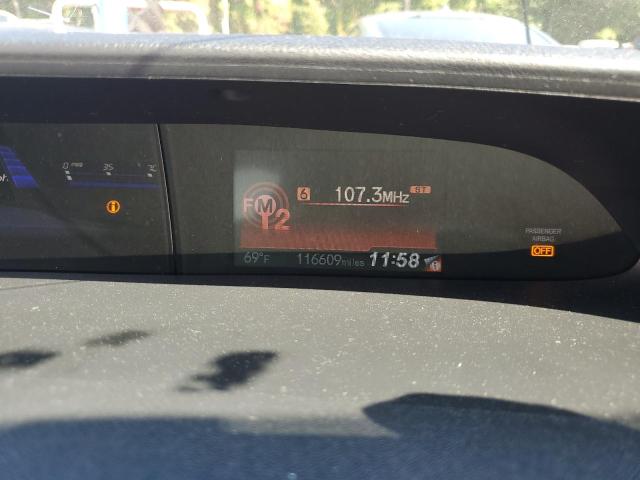 0 mpg 35
6 107.3MHz ST
FM 2
PASSENGER
AIRBAG
OFF
69°F 116609miles 11:58